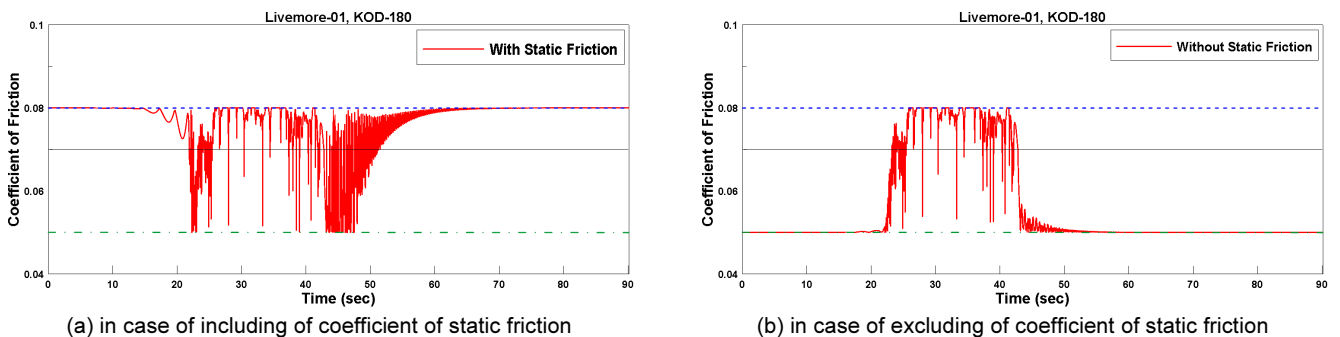 Livemore-01, KOD-180
0.1
With Static Friction
0.08
Coefficient of Friction
0.06
0.04
0 10 20 30 40 50 60 70 80 90
Time (sec)
(a) in case of including of coefficient of static friction
Livemore-01, KOD-180
0.1
Without Static Friction
0.08
Coefficient of Friction
0.06
0.04
0 10 20 30 40 50 60 70 80 90
Time (sec)
(b) in case of excluding of coefficient of static friction